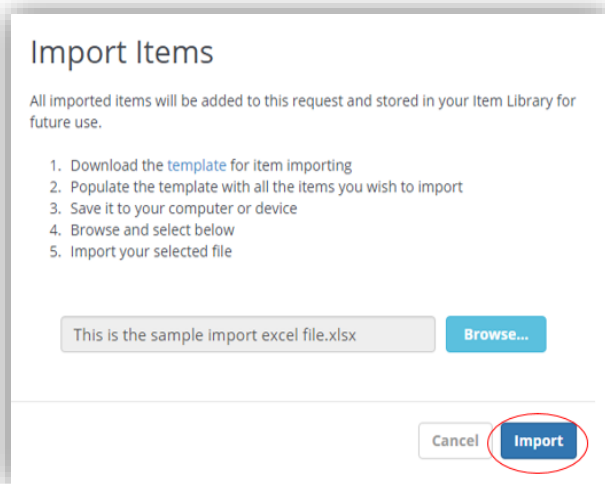 Import Items
All imported items will be added to this request and stored in your Item Library for
future use.
1. Download the template for item importing
2. Populate the template with all the items you wish to import
3. Save it to your computer or device
4. Browse and select below
5. Import your selected file
This is the sample import excel file.xlsx Browse...
Cancel Import